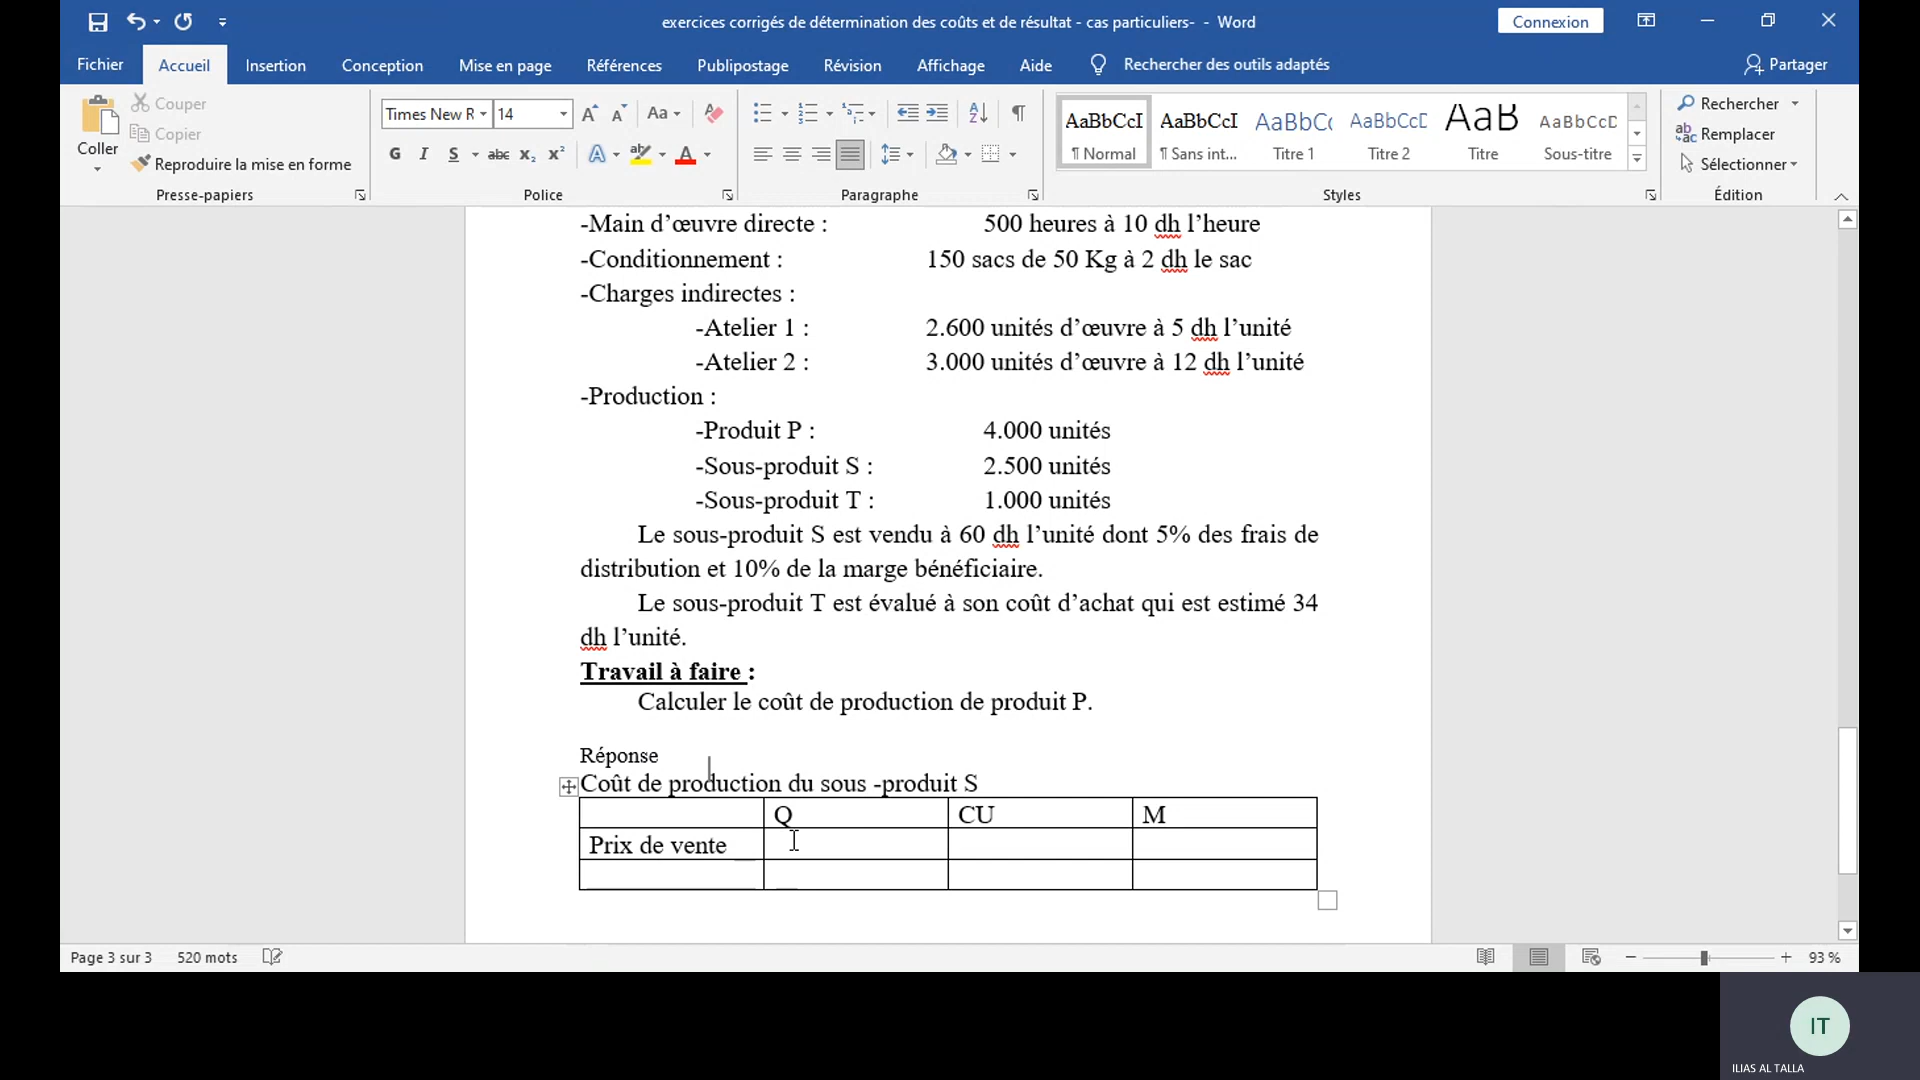 exercices corrigés de détermination des coûts et de résultat - cas particuliers- - Word
Connexion
Fichier Accueil Insertion Conception Mise en page Références Publipostage Révision Affichage Aide Rechercher des outils adaptés Partager
Coller
Couper
Copier
Reproduire la mise en forme
Presse-papiers
Times New R 14
Aa
G I S abc x₂ x² A ab A
Police
Paragraphe
AaBbCcI AaBbCcI AaBbCc AaBbCcD AaB AaBbCcD
¶ Normal ¶ Sans int... Titre 1 Titre 2 Titre Sous-titre
Styles
Rechercher
Remplacer
Sélectionner
Édition
-Main d’œuvre directe : 500 heures à 10 dh l’heure
-Conditionnement : 150 sacs de 50 Kg à 2 dh le sac
-Charges indirectes :
-Atelier 1 : 2.600 unités d’œuvre à 5 dh l’unité
-Atelier 2 : 3.000 unités d’œuvre à 12 dh l’unité
-Production :
-Produit P : 4.000 unités
-Sous-produit S : 2.500 unités
-Sous-produit T : 1.000 unités
Le sous-produit S est vendu à 60 dh l’unité dont 5% des frais de
distribution et 10% de la marge bénéficiaire.
Le sous-produit T est évalué à son coût d’achat qui est estimé 34
dh l’unité.
Travail à faire :
Calculer le coût de production de produit P.
Réponse
Coût de production du sous -produit S
Q CU M
Prix de vente
Page 3 sur 3 520 mots 93 %
IT
ILIAS AL TALLA